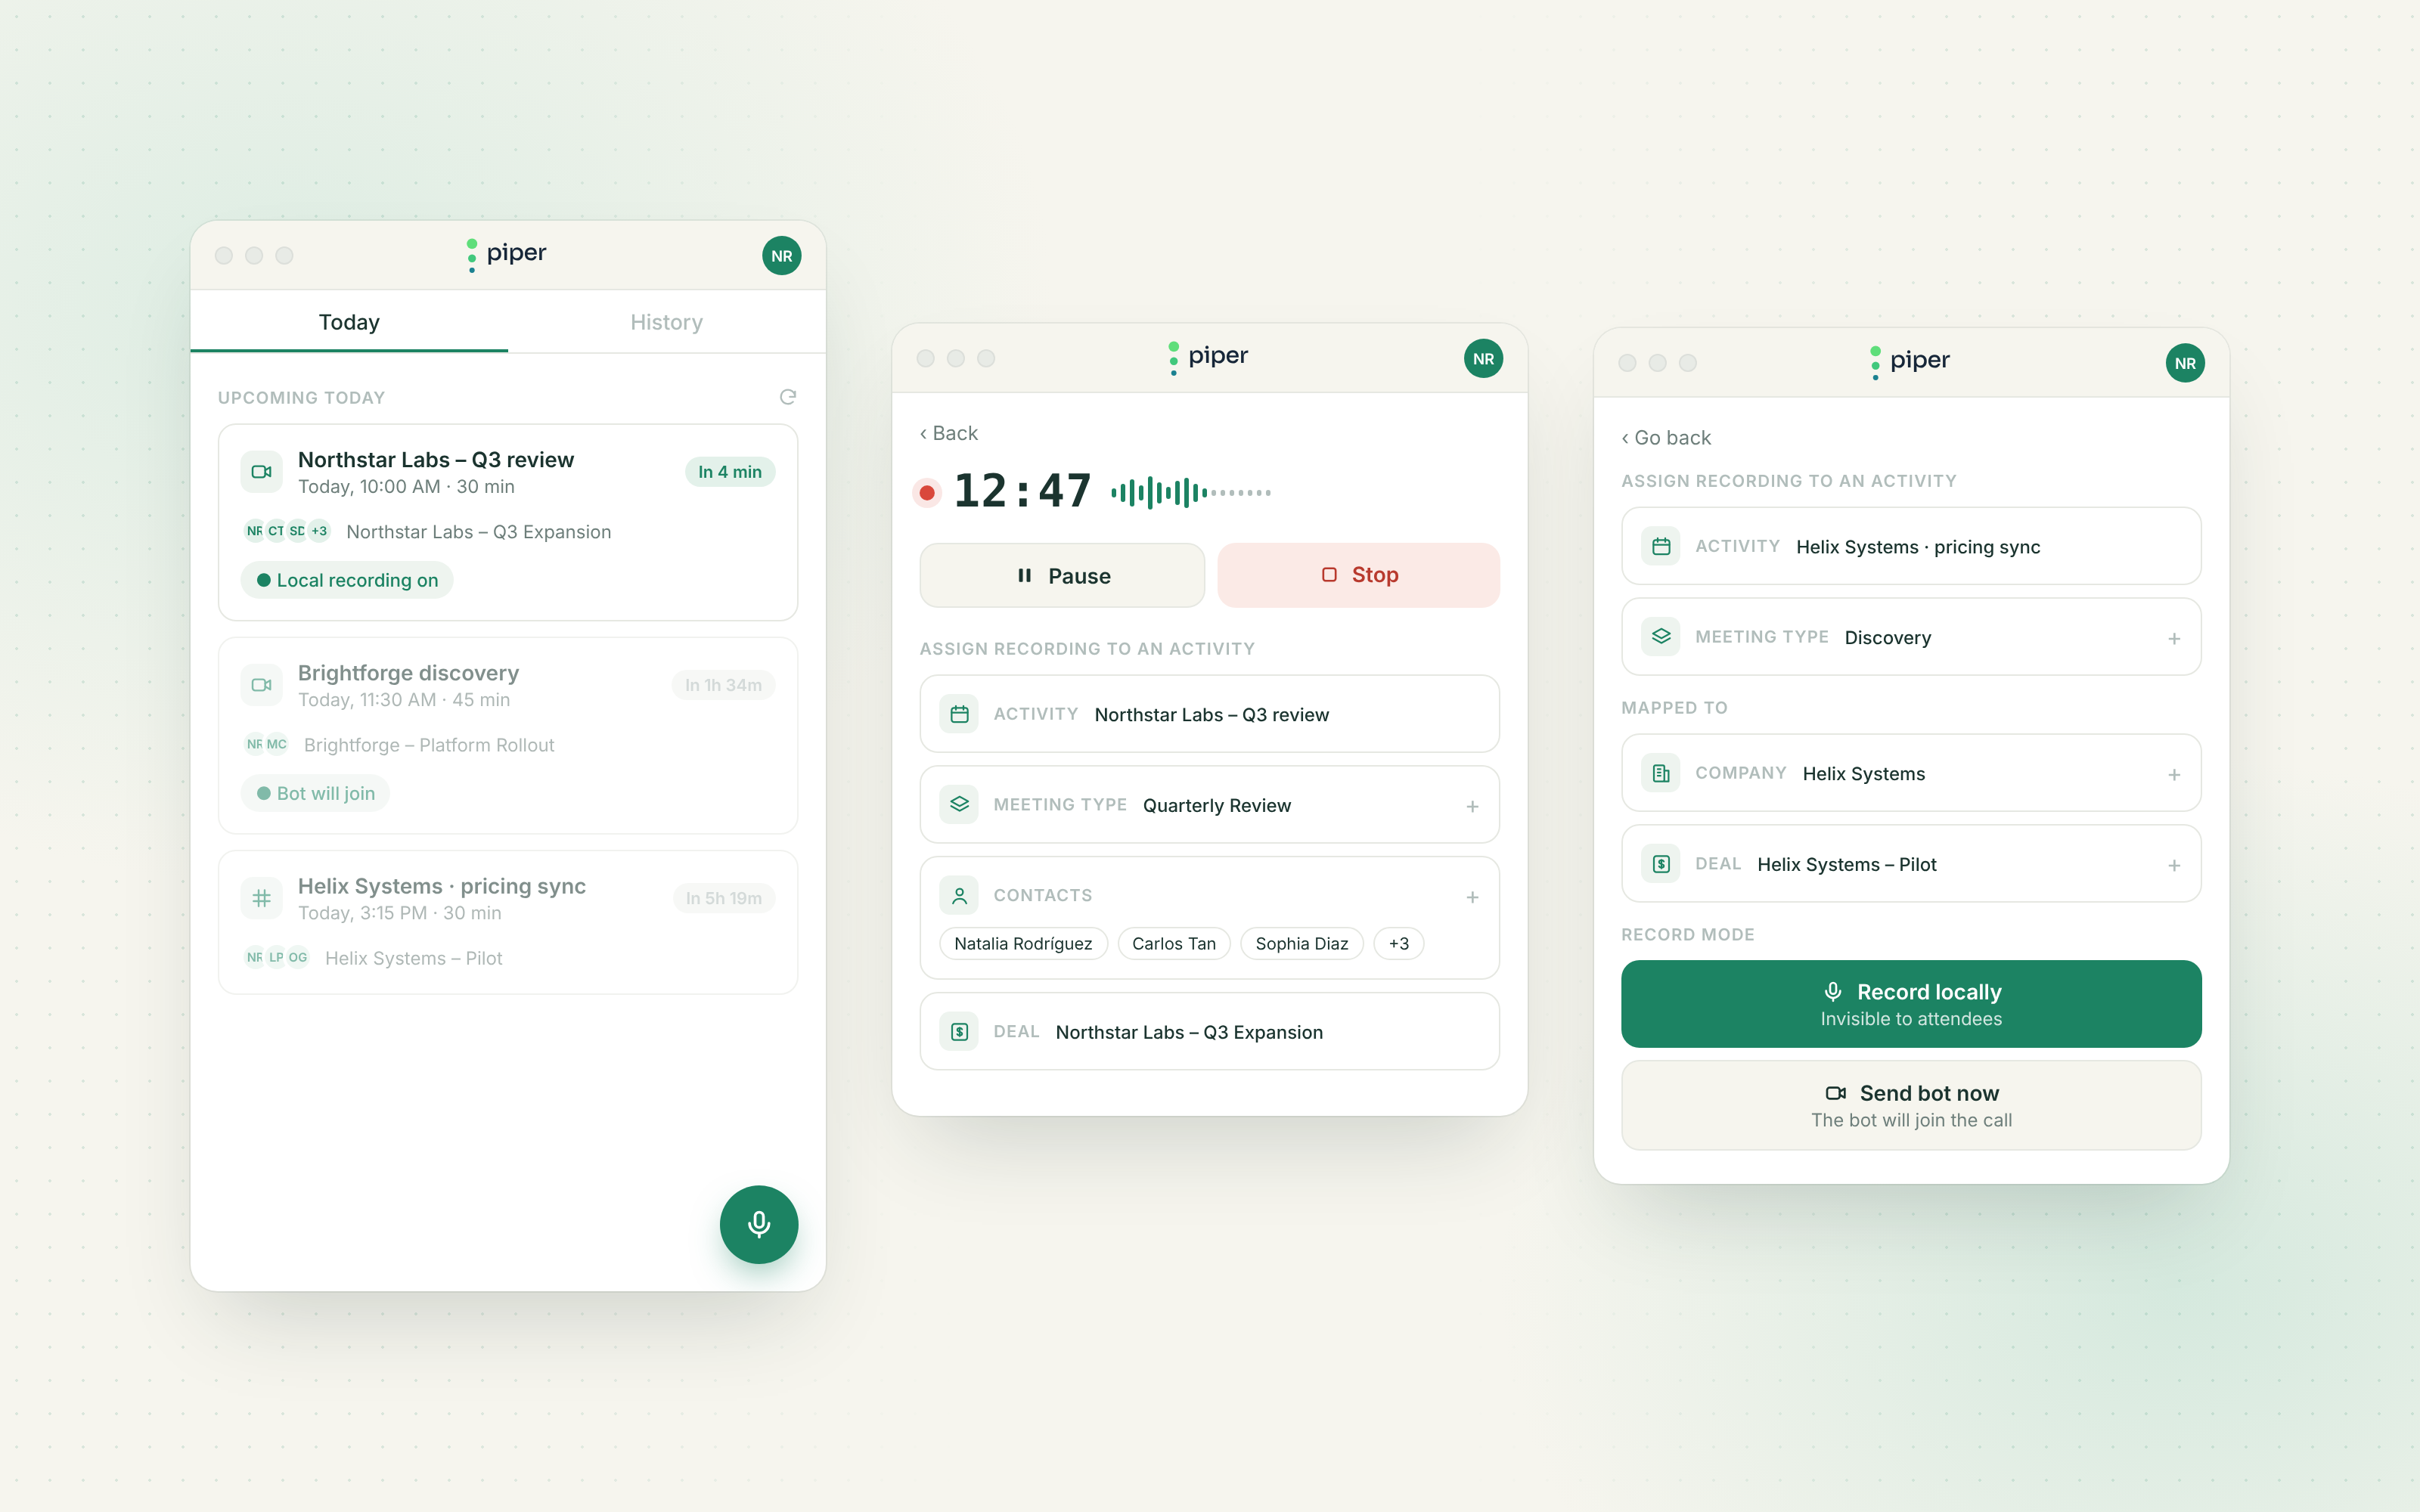 piper
NR
Today
History
UPCOMING TODAY
Northstar Labs – Q3 review
Today, 10:00 AM · 30 min
In 4 min
NR CT SD +3 Northstar Labs – Q3 Expansion
Local recording on
Brightforge discovery
Today, 11:30 AM · 45 min
In 1h 34m
NR MC Brightforge – Platform Rollout
Bot will join
Helix Systems · pricing sync
Today, 3:15 PM · 30 min
In 5h 19m
NR LP OG Helix Systems – Pilot
piper
NR
‹ Back
12:47
Pause
Stop
ASSIGN RECORDING TO AN ACTIVITY
ACTIVITY Northstar Labs – Q3 review
MEETING TYPE Quarterly Review +
CONTACTS +
Natalia Rodríguez Carlos Tan Sophia Diaz +3
DEAL Northstar Labs – Q3 Expansion
piper
NR
‹ Go back
ASSIGN RECORDING TO AN ACTIVITY
ACTIVITY Helix Systems · pricing sync
MEETING TYPE Discovery +
MAPPED TO
COMPANY Helix Systems +
DEAL Helix Systems – Pilot +
RECORD MODE
Record locally
Invisible to attendees
Send bot now
The bot will join the call